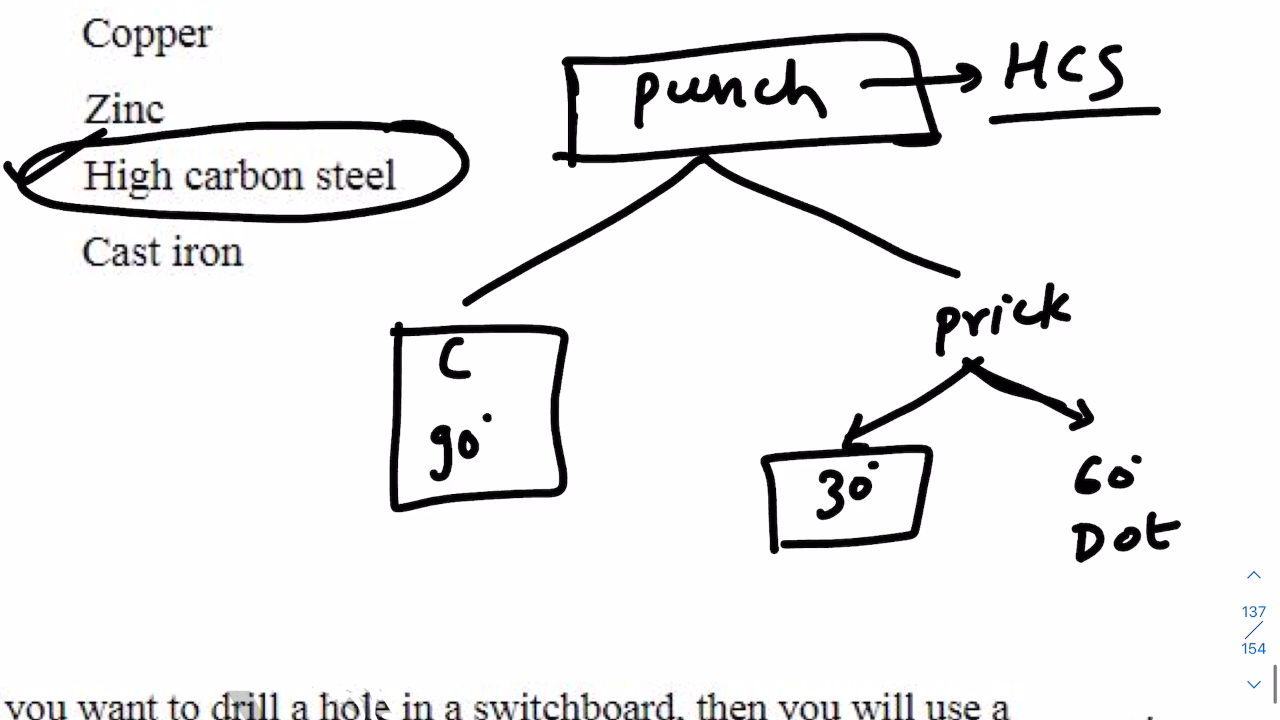 Copper
Zinc
High carbon steel
Cast iron
punch
HCS
C
90°
prick
30°
60°
Dot
137
154
you want to drill a hole in a switchboard, then you will use a ______.